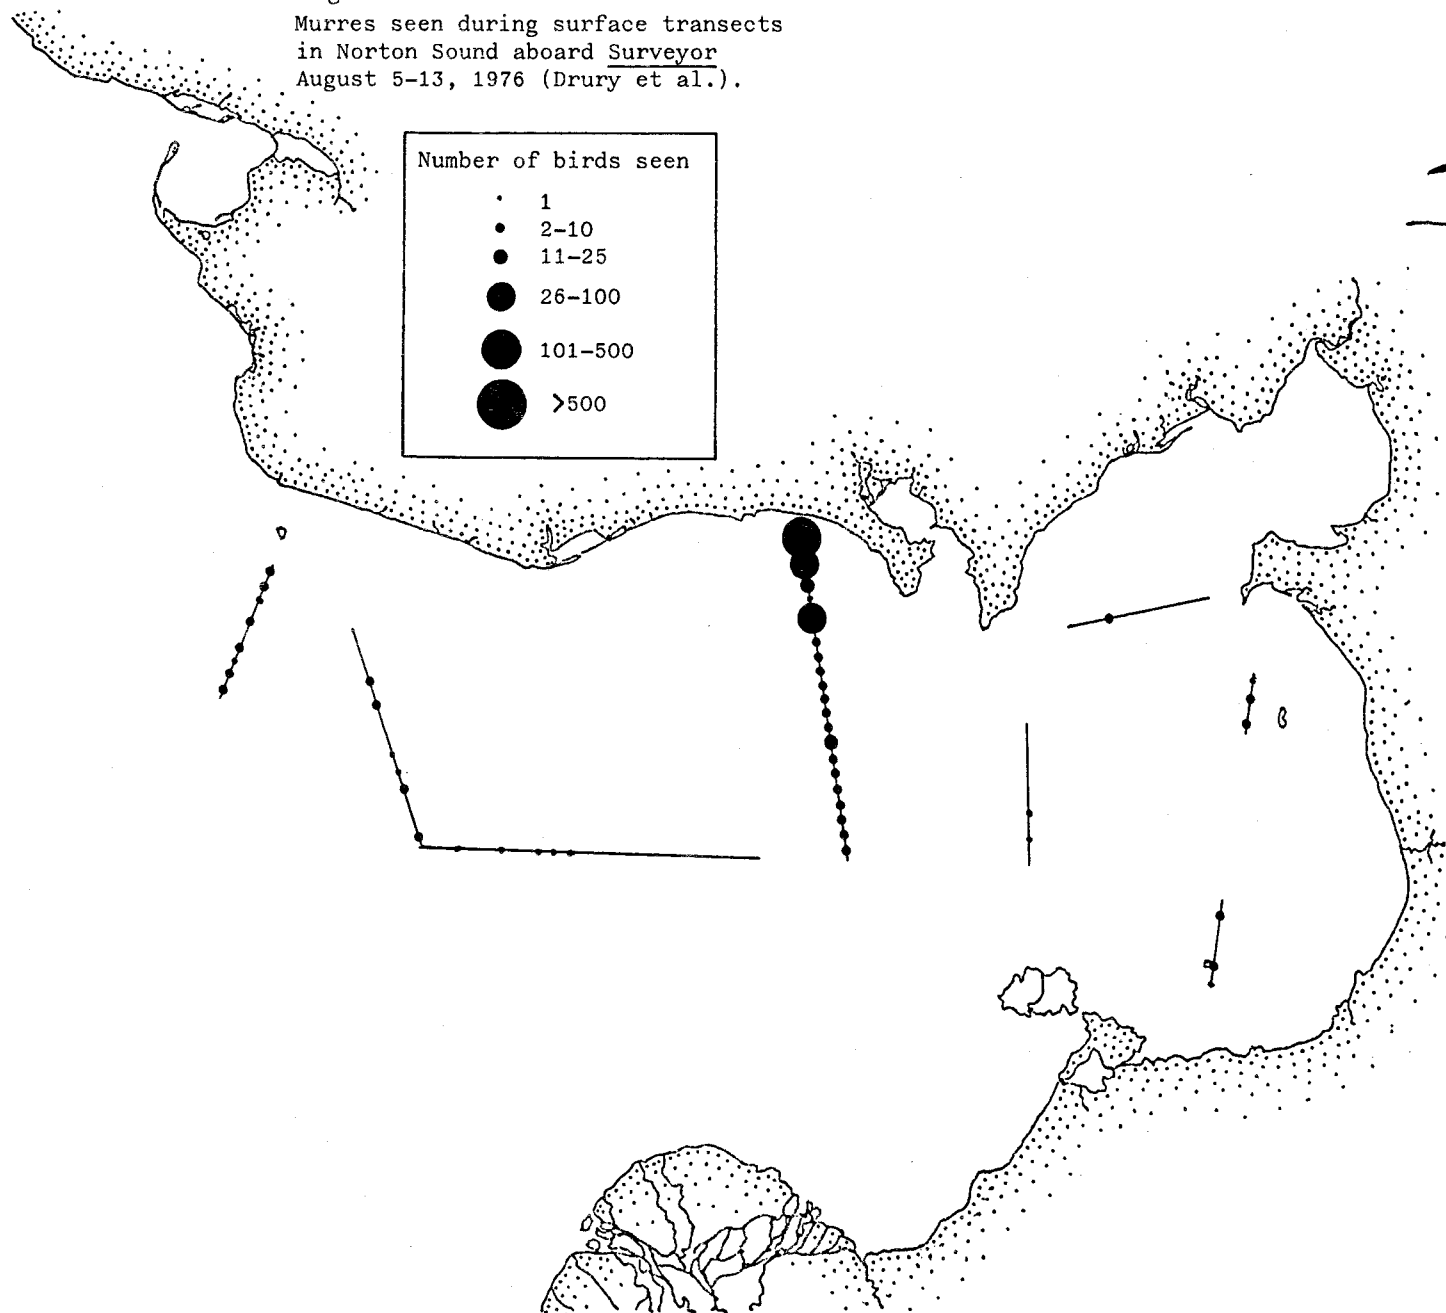 Murres seen during surface transects
in Norton Sound aboard Surveyor
August 5-13, 1976 (Drury et al.).
Number of birds seen
1
2-10
11-25
26-100
101-500
>500